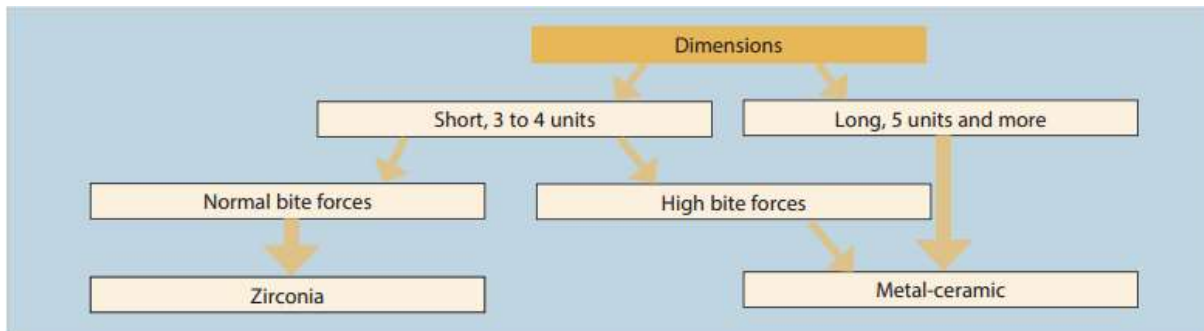 Dimensions
Short, 3 to 4 units
Long, 5 units and more
Normal bite forces
High bite forces
Zirconia
Metal-ceramic